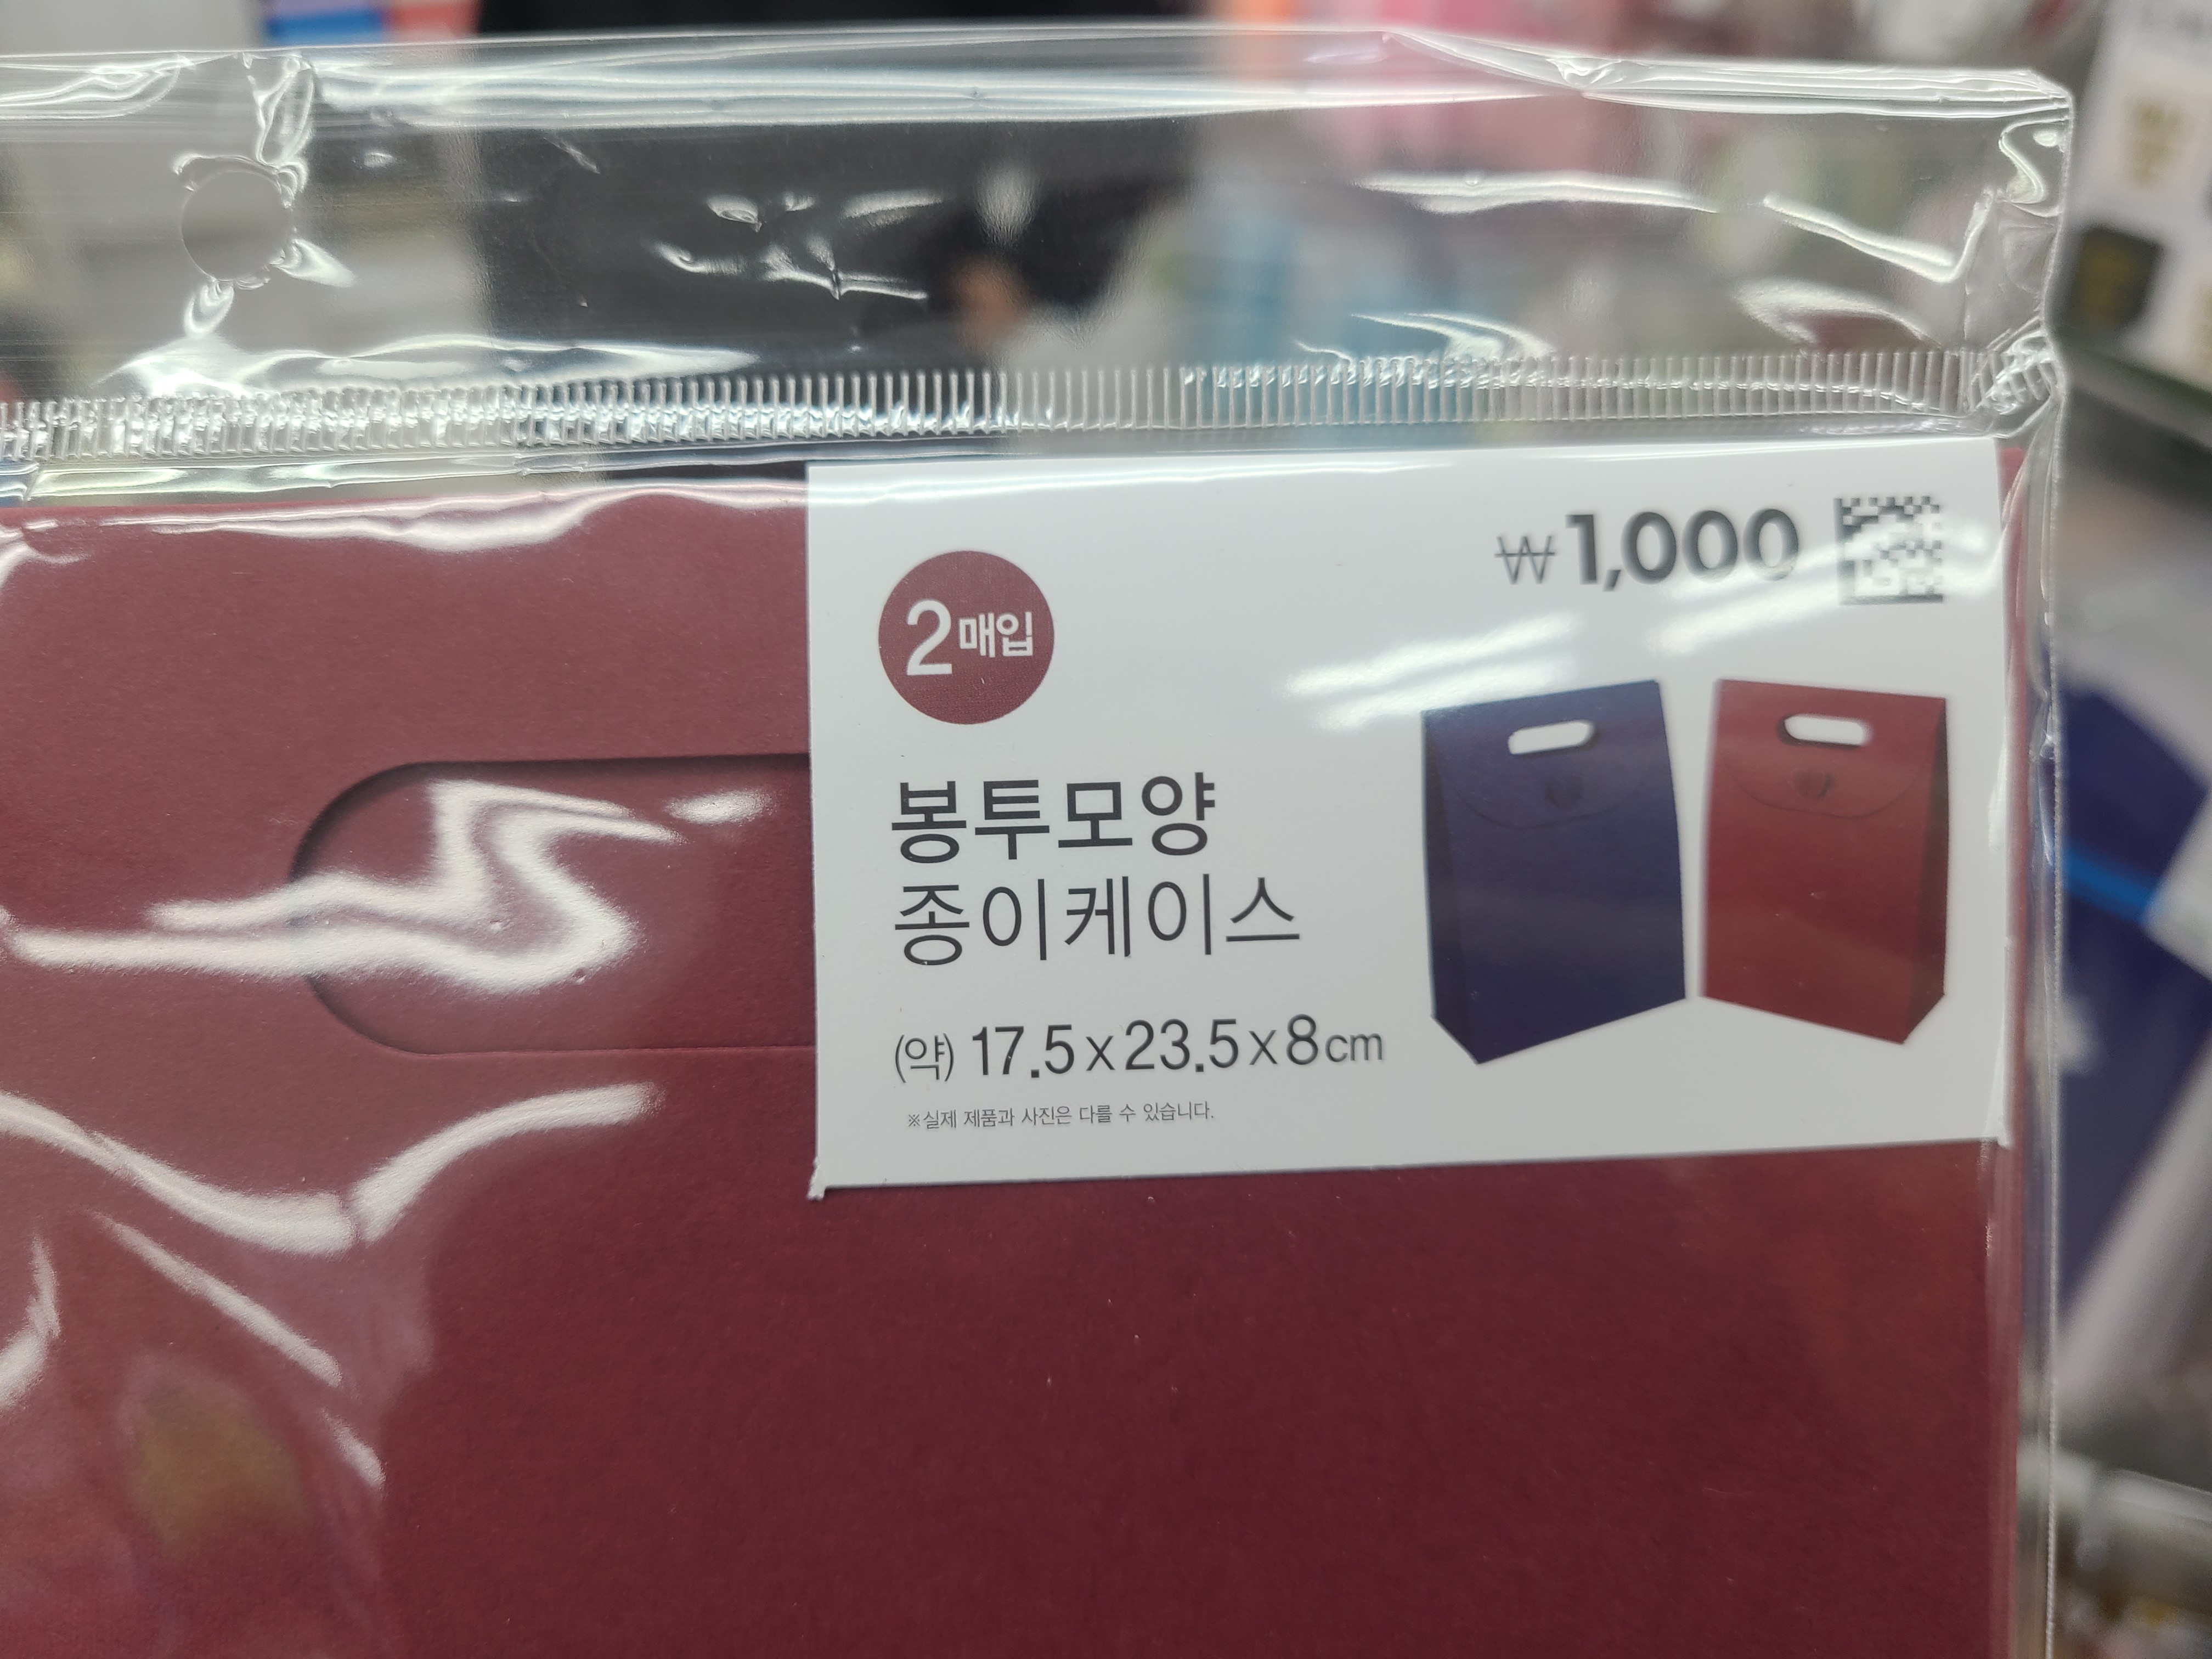 ₩1,000
2매입
봉투모양
종이케이스
(약) 17.5x23.5x8cm
※실제 제품과 사진은 다를 수 있습니다.